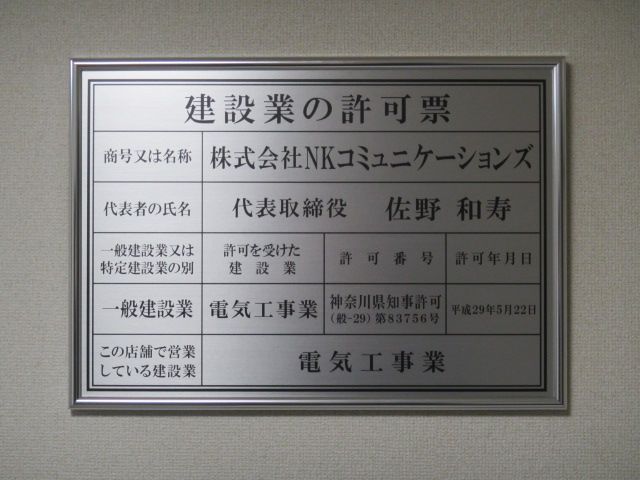 建設業の許可票
商号又は名称 株式会社NKコミュニケーションズ
代表者の氏名 代表取締役 佐野 和寿
一般建設業又は 許可を受けた 許可番号 許可年月日
特定建設業の別 建設業
一般建設業 電気工事業 神奈川県知事許可 平成29年5月22日
(般-29) 第83756号
この店舗で営業 電気工事業
している建設業